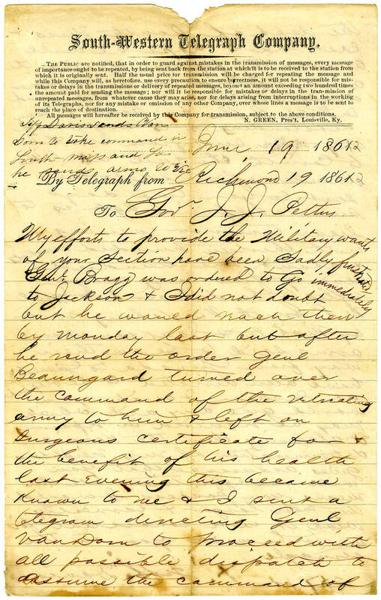 South-Western Telegraph Company.
THE PUBLIC are notified, that in order to guard against mistakes in the transmission of messages, every message
of importance ought to be repeated, by being sent back from the station at which it is to be received to the station from
which it is originally sent. Half the usual price for transmission will be charged for repeating the message and
while this Company will, as heretofore, use every precaution to ensure correctness, it will not be responsible for mis-
takes or delays in the transmission or delivery of repeated messages, beyond an amount exceeding two hundred times
the amount paid for sending the message; nor will it be responsible for mistakes or delays in the transmission of
unrepeated messages, from whatever cause they may arise, nor for delays arising from interruptions in the working
of its Telegraphs, nor for any mistake or omission of any other Company, over whose lines a message is to be sent to
reach the place of destination.
All messages will hereafter be received by this Company for transmission, subject to the above conditions.
N. GREEN, Pres't, Louisville, Ky.
Jeff Davis sends Van
Dorn to take command in
South Miss and
he sends arms to
June 19 1862
By Telegraph from Richmond 19 1862
To Gov J. J. Pettus
My efforts to provide for the Military wants
of your Section have been Sadly frustrated
Genl Bragg was ordered to Go immediately
to Jackson & I did not doubt
but he would reach there
by Monday last but after
he recvd the order Genl
Beauregard turned over
the command of the retreating
army to him & left on
Surgeons certificate for
the benefit of his health
last Evening this became
Known to me & I sent a
telegram directing Genl
Van Dorn to proceed with
all possible dispatch to
assume the command of